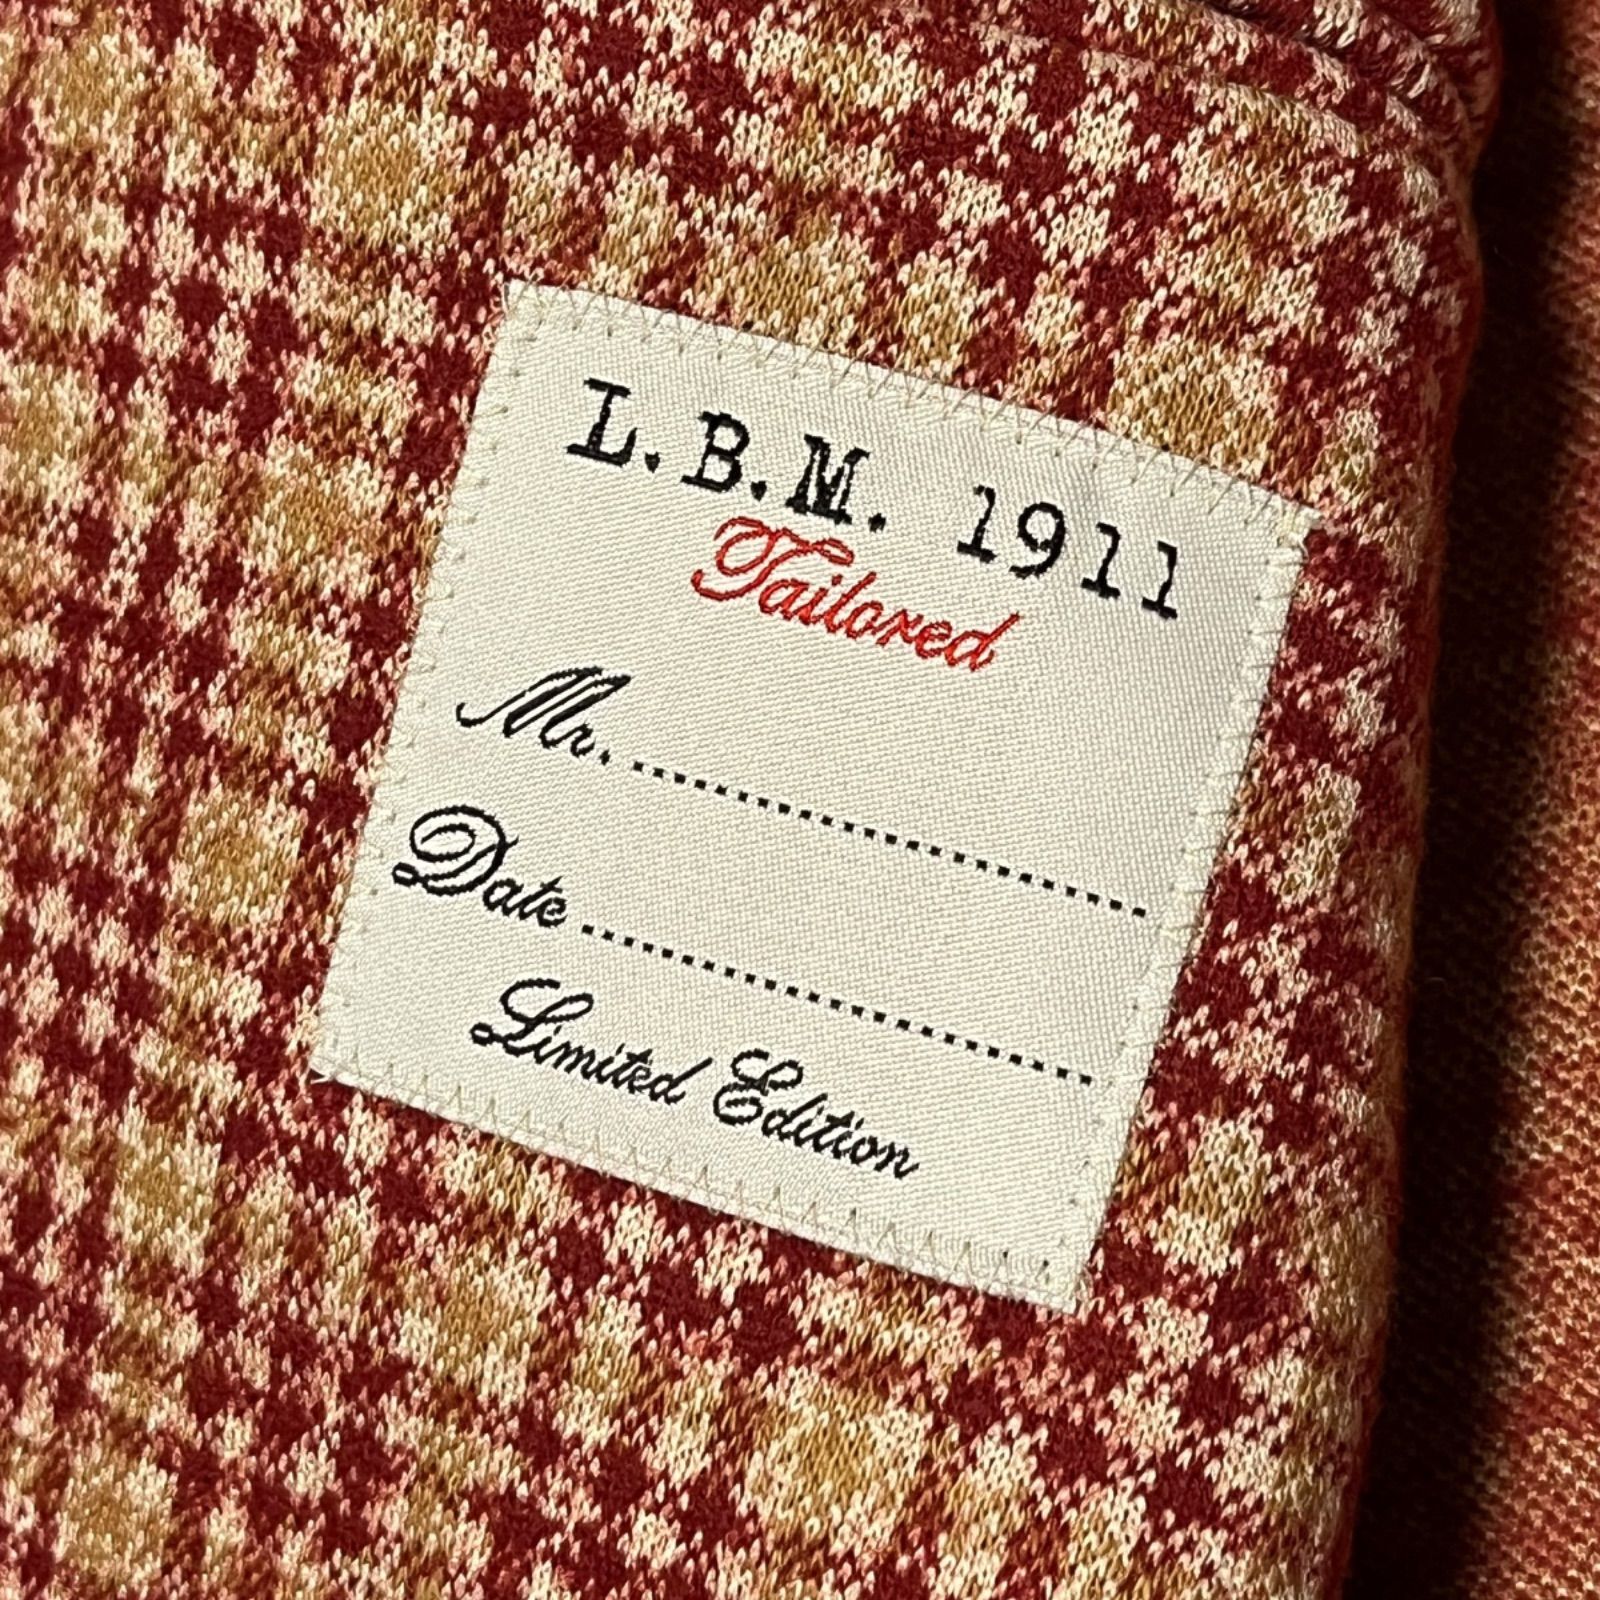 L.B.M. 1911
Tailored
Mr. ........................
Date ........................
Limited Edition